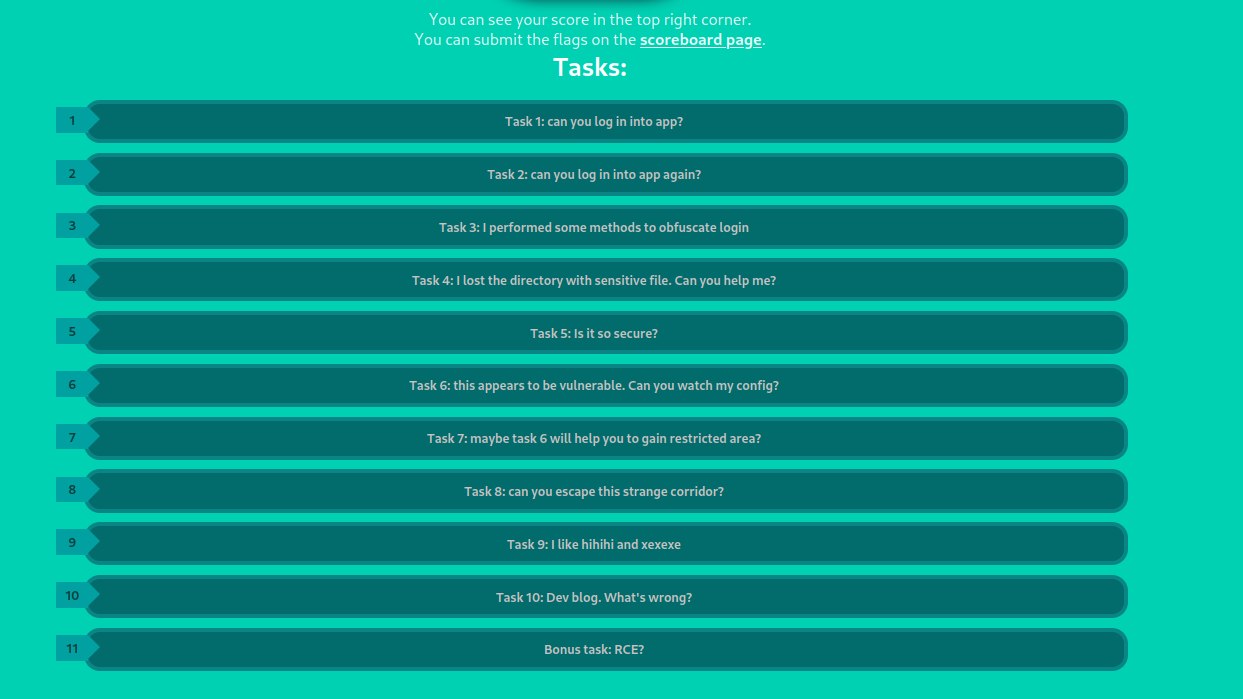 You can see your score in the top right corner.
You can submit the flags on the scoreboard page.
Tasks:
1 Task 1: can you log in into app?
2 Task 2: can you log in into app again?
3 Task 3: I performed some methods to obfuscate login
4 Task 4: I lost the directory with sensitive file. Can you help me?
5 Task 5: Is it so secure?
6 Task 6: this appears to be vulnerable. Can you watch my config?
7 Task 7: maybe task 6 will help you to gain restricted area?
8 Task 8: can you escape this strange corridor?
9 Task 9: I like hihihi and xexexe
10 Task 10: Dev blog. What's wrong?
11 Bonus task: RCE?